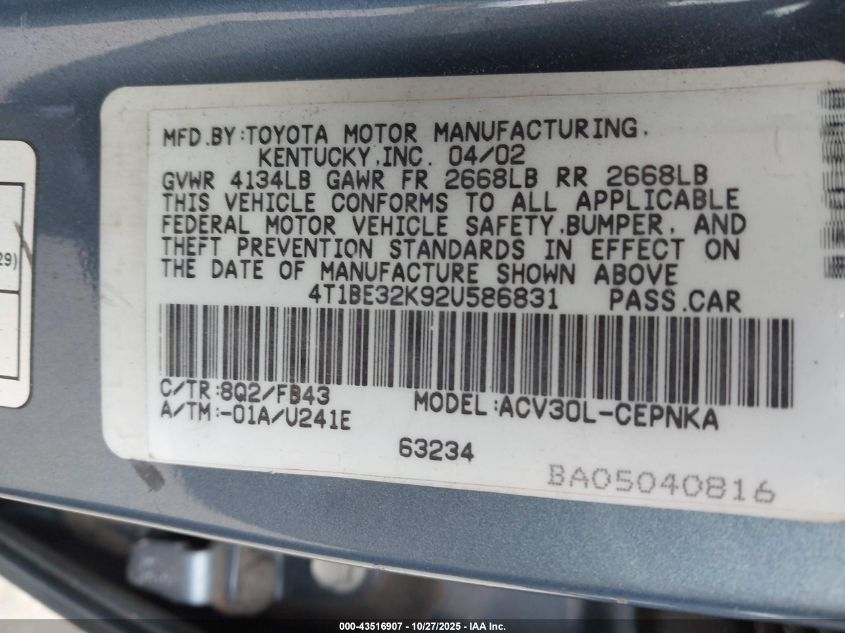 MFD.BY:TOYOTA MOTOR MANUFACTURING,
KENTUCKY,INC. 04/02
GVWR 4134LB GAWR FR 2668LB RR 2668LB
THIS VEHICLE CONFORMS TO ALL APPLICABLE
FEDERAL MOTOR VEHICLE SAFETY,BUMPER, AND
THEFT PREVENTION STANDARDS IN EFFECT ON
THE DATE OF MANUFACTURE SHOWN ABOVE
4T1BE32K92U586831 PASS.CAR
C/TR:8Q2/FB43 MODEL:ACV30L-CEPNKA
A/TM:-01A/U241E
63234
BA05040816
29)
000-43516907 / 10/27/2025 - IAA Inc.